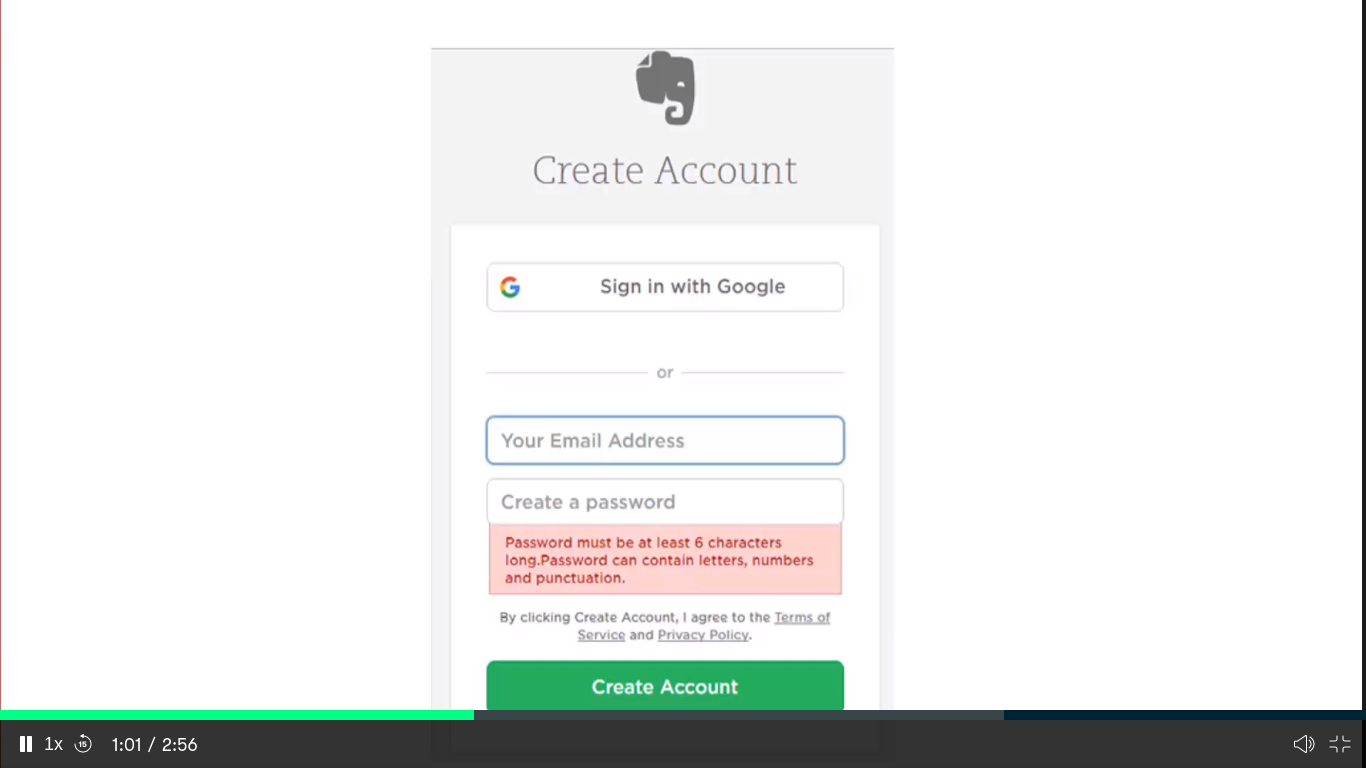 Create Account
Sign in with Google
or
Your Email Address
Create a password
Password must be at least 6 characters
long.Password can contain letters, numbers
and punctuation.
By clicking Create Account, I agree to the Terms of
Service and Privacy Policy.
Create Account
1x 15 1:01 / 2:56